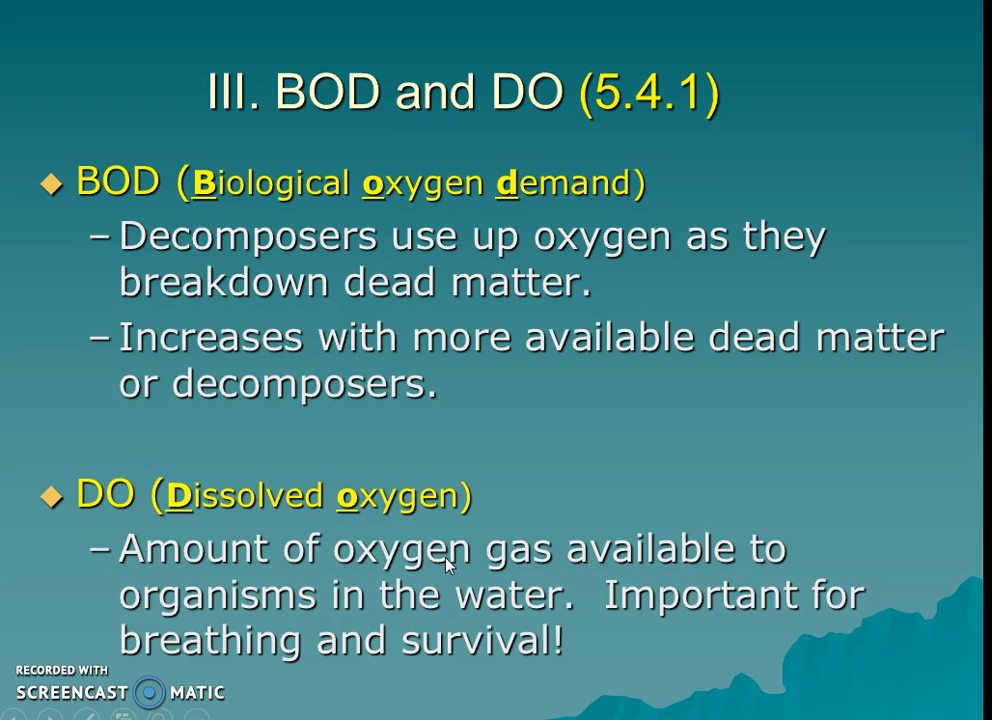 III. BOD and DO (5.4.1)
BOD (Biological oxygen demand)
– Decomposers use up oxygen as they
breakdown dead matter.
– Increases with more available dead matter
or decomposers.
DO (Dissolved oxygen)
– Amount of oxygen gas available to
organisms in the water.  Important for
breathing and survival!
RECORDED WITH
SCREENCAST MATIC